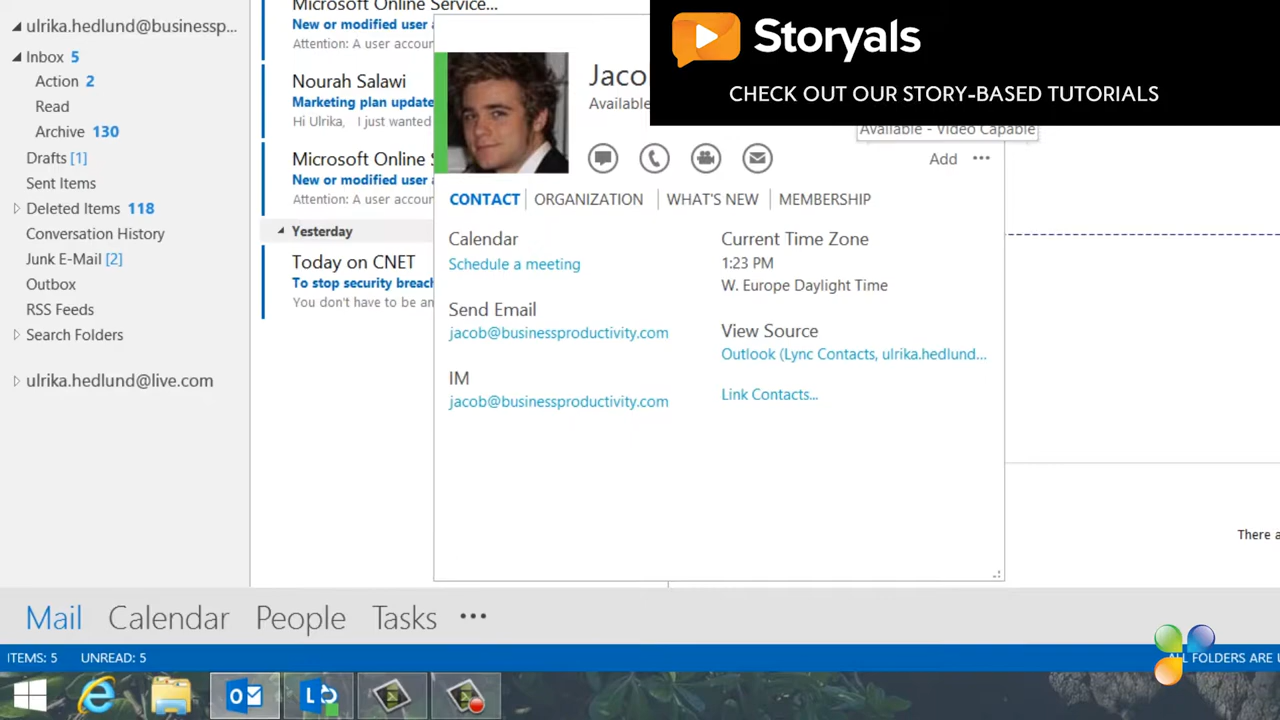 ulrika.hedlund@businessp...
Inbox 5
Action 2
Read
Archive 130
Drafts [1]
Sent Items
Deleted Items 118
Conversation History
Junk E-Mail [2]
Outbox
RSS Feeds
Search Folders
ulrika.hedlund@live.com
Microsoft Online Service...
New or modified user a
Attention: A user accour
Nourah Salawi
Marketing plan update
Hi Ulrika, I just wanted
Microsoft Online S
New or modified user a
Attention: A user accour
Yesterday
Today on CNET
To stop security breach
You don't have to be an
Jaco
Available
Storyals
CHECK OUT OUR STORY-BASED TUTORIALS
Available - Video Capable
Add
CONTACT ORGANIZATION WHAT'S NEW MEMBERSHIP
Calendar
Schedule a meeting
Send Email
jacob@businessproductivity.com
IM
jacob@businessproductivity.com
Current Time Zone
1:23 PM
W. Europe Daylight Time
View Source
Outlook (Lync Contacts, ulrika.hedlund...
Link Contacts...
There a
Mail Calendar People Tasks
ITEMS: 5 UNREAD: 5
ALL FOLDERS ARE U